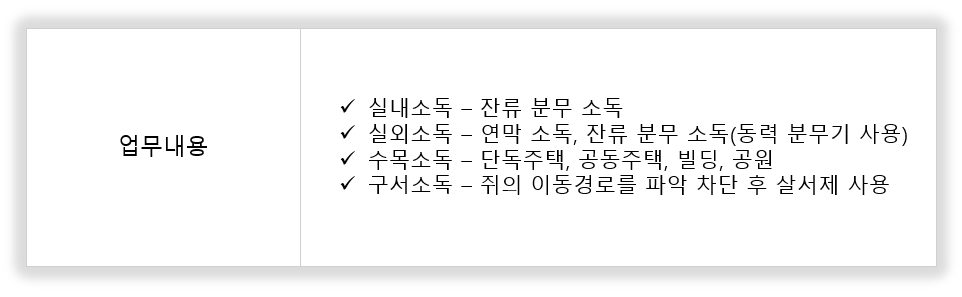 업무내용
✓ 실내소독 – 잔류 분무 소독
✓ 실외소독 – 연막 소독, 잔류 분무 소독(동력 분무기 사용)
✓ 수목소독 – 단독주택, 공동주택, 빌딩, 공원
✓ 구서소독 – 쥐의 이동경로를 파악 차단 후 살서제 사용